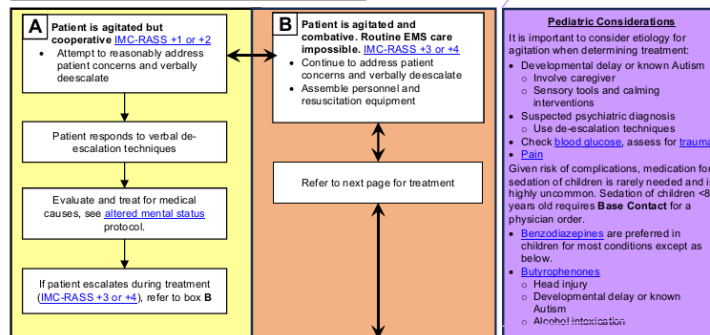 A
Patient is agitated but
cooperative IMC-RASS +1 or +2
• Attempt to reasonably address
patient concerns and verbally
deescalate
Patient responds to verbal de-
escalation techniques
Evaluate and treat for medical
causes, see altered mental status
protocol.
If patient escalates during treatment
(IMC-RASS +3 or +4), refer to box B
B
Patient is agitated and
combative. Routine EMS care
impossible. IMC-RASS +3 or +4
• Continue to address patient
concerns and verbally deescalate
• Assemble personnel and
resuscitation equipment
Refer to next page for treatment
Pediatric Considerations
It is important to consider etiology for
agitation when determining treatment:
• Developmental delay or known Autism
o Involve caregiver
o Sensory tools and calming
interventions
• Suspected psychiatric diagnosis
o Use de-escalation techniques
• Check blood glucose, assess for trauma
• Pain
Given risk of complications, medication for
sedation of children is rarely needed and is
highly uncommon. Sedation of children <8
years old requires Base Contact for a
physician order.
• Benzodiazepines are preferred in
children for most conditions except as
below.
• Butyrophenones
o Head injury
o Developmental delay or known
Autism
o Alcohol intoxication